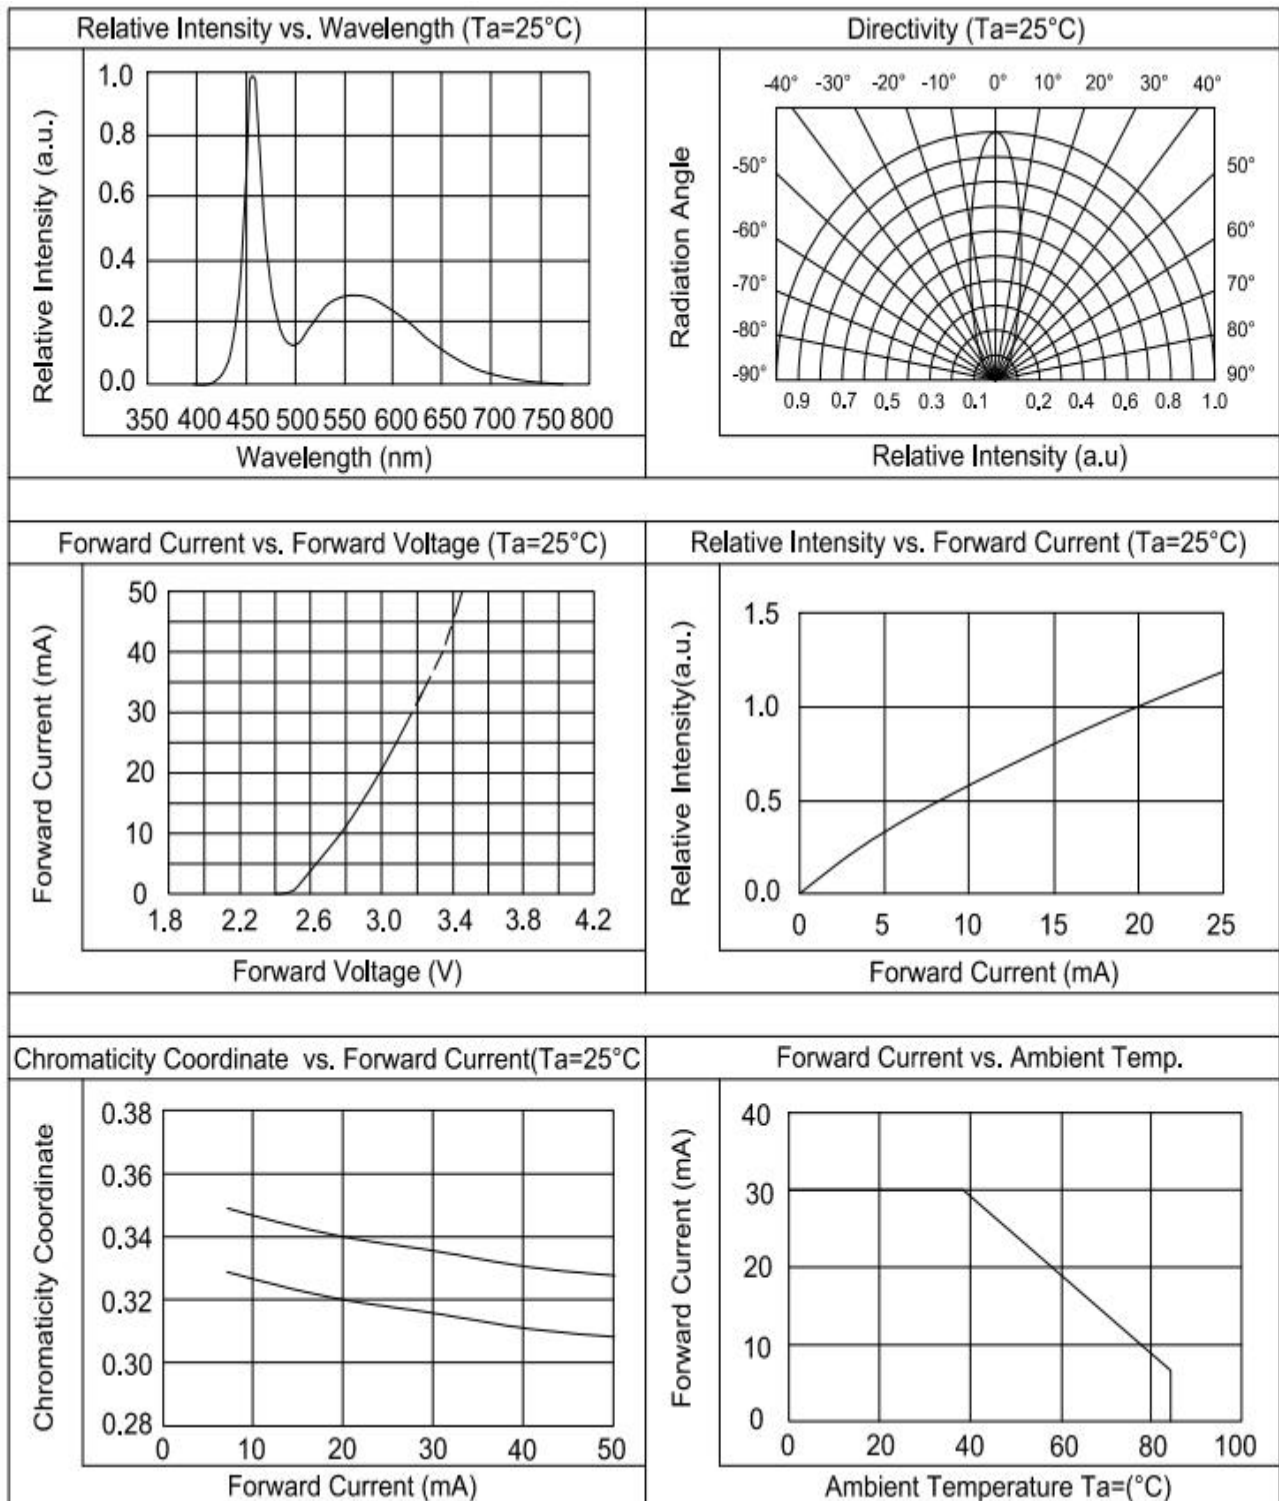 Relative Intensity vs. Wavelength (Ta=25°C)
Relative Intensity (a.u.)
1.0
0.8
0.6
0.4
0.2
0.0
350 400 450 500 550 600 650 700 750 800
Wavelength (nm)
Directivity (Ta=25°C)
Radiation Angle
-40° -30° -20° -10° 0° 10° 20° 30° 40°
-50° 50°
-60° 60°
-70° 70°
-80° 80°
-90° 90°
0.9 0.7 0.5 0.3 0.1 0.2 0.4 0.6 0.8 1.0
Relative Intensity (a.u)
Forward Current vs. Forward Voltage (Ta=25°C)
Forward Current (mA)
50
40
30
20
10
0
1.8 2.2 2.6 3.0 3.4 3.8 4.2
Forward Voltage (V)
Relative Intensity vs. Forward Current (Ta=25°C)
Relative Intensity(a.u.)
1.5
1.0
0.5
0.0
0 5 10 15 20 25
Forward Current (mA)
Chromaticity Coordinate vs. Forward Current(Ta=25°C
Chromaticity Coordinate
0.38
0.36
0.34
0.32
0.30
0.28
0 10 20 30 40 50
Forward Current (mA)
Forward Current vs. Ambient Temp.
Forward Current (mA)
40
30
20
10
0
0 20 40 60 80 100
Ambient Temperature Ta=(°C)